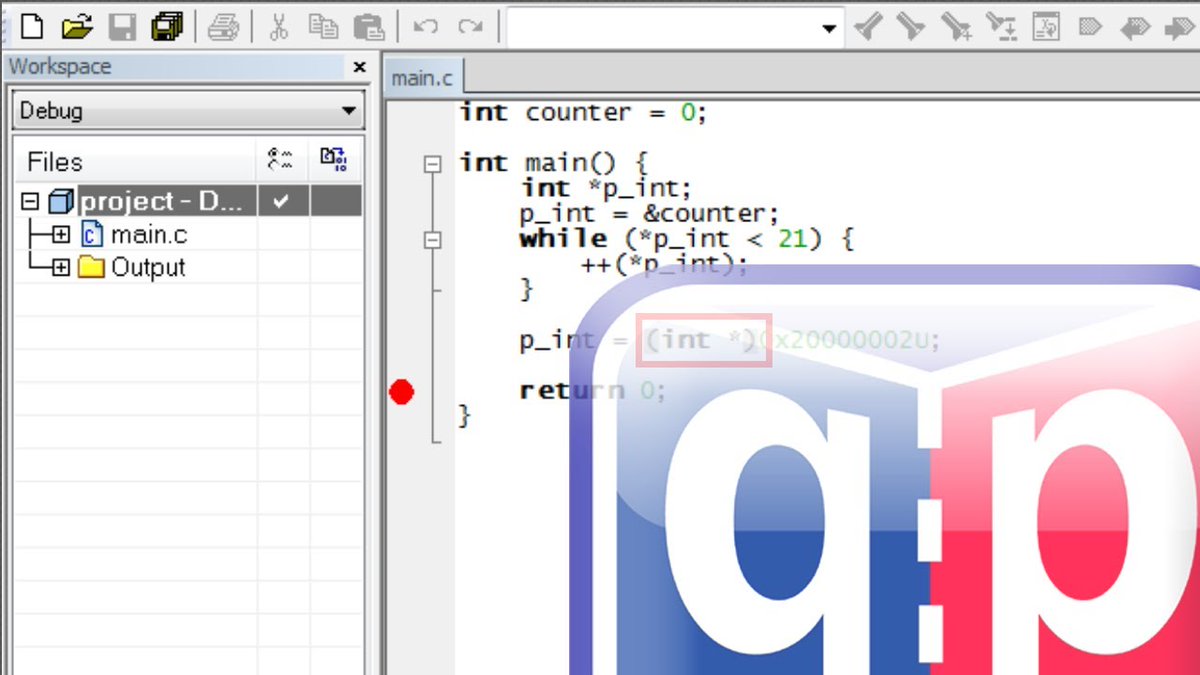 Workspace
Debug
Files
project - D...
main.c
Output
main.c
int counter = 0;
int main() {
int *p_int;
p_int = &counter;
while (*p_int < 21) {
++(*p_int);
}
p_int = (int *)0x20000002U;
return 0;
}
q:p